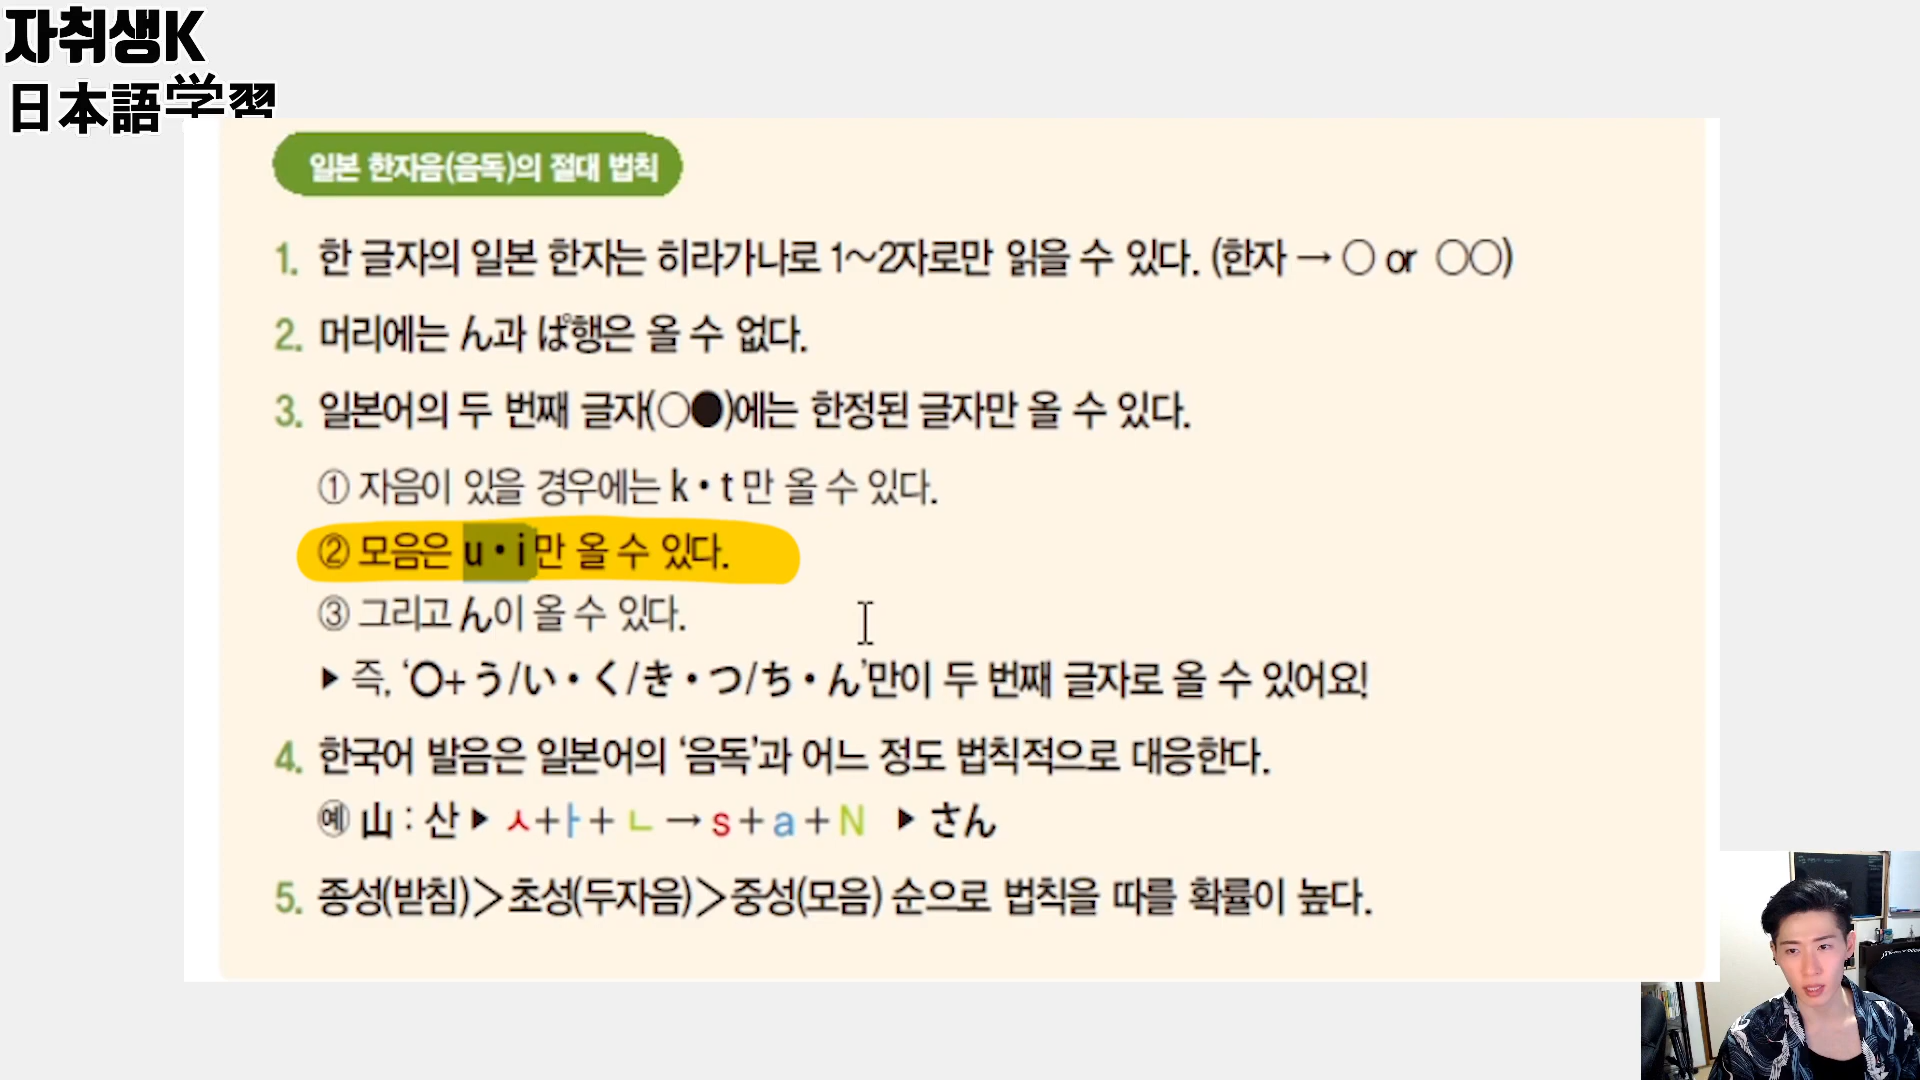 자취생K
日本語学習
일본 한자음(음독)의 절대 법칙
1. 한 글자의 일본 한자는 히라가나로 1~2자로만 읽을 수 있다. (한자 → ○ or ○○)
2. 머리에는 ん과 ぱ행은 올 수 없다.
3. 일본어의 두 번째 글자(○●)에는 한정된 글자만 올 수 있다.
① 자음이 있을 경우에는 k・t 만 올 수 있다.
② 모음은 u・i 만 올 수 있다.
③ 그리고 ん이 올 수 있다.
▶ 즉, ‘○+う/い・く/き・つ/ち・ん’만이 두 번째 글자로 올 수 있어요!
4. 한국어 발음은 일본어의 ‘음독’과 어느 정도 법칙적으로 대응한다.
예 山 : 산 ▶ ㅅ+ㅏ+ㄴ → s+a+N ▶ さん
5. 종성(받침)>초성(두자음)>중성(모음) 순으로 법칙을 따를 확률이 높다.